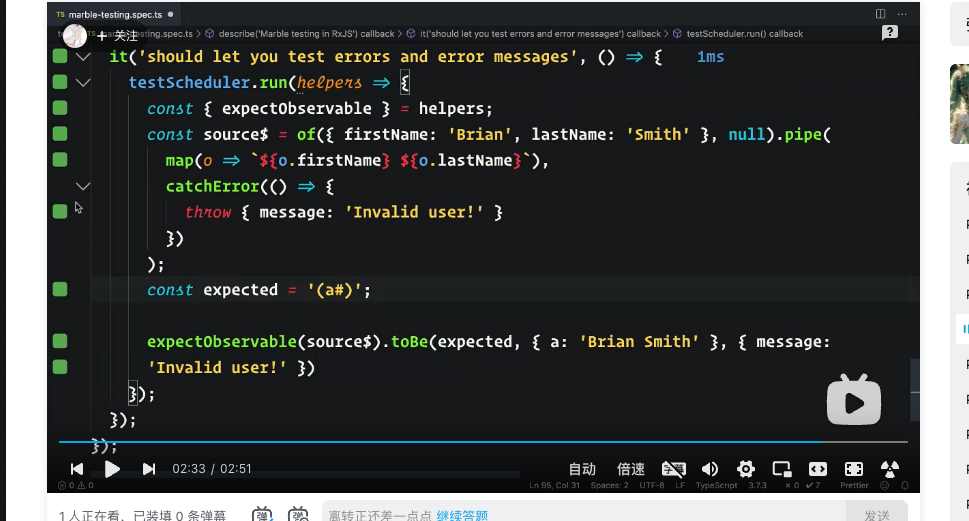 TS marble-testing.spec.ts ●
esting.spec.ts > describe('Marble testing in RxJS') callback > it('should let you test errors and error messages') callback > testScheduler.run() callback
+ 关注
it('should let you test errors and error messages', () => { 1ms
testScheduler.run(helpers => {
const { expectObservable } = helpers;
const source$ = of({ firstName: 'Brian', lastName: 'Smith' }, null).pipe(
map(o => `${o.firstName} ${o.lastName}`),
catchError(() => {
throw { message: 'Invalid user!' }
})
);
const expected = '(a#)';
expectObservable(source$).toBe(expected, { a: 'Brian Smith' }, { message:
'Invalid user!' })
});
});
});
02:33 / 02:51 自动 倍速
0 0 Ln 95, Col 31 Spaces: 2 UTF-8 LF TypeScript 3.7.3 × 0 ✓ 7 Prettier
1人正在看，已装填 0 条弹幕 弹 离转正还差一点点 继续答题 发送